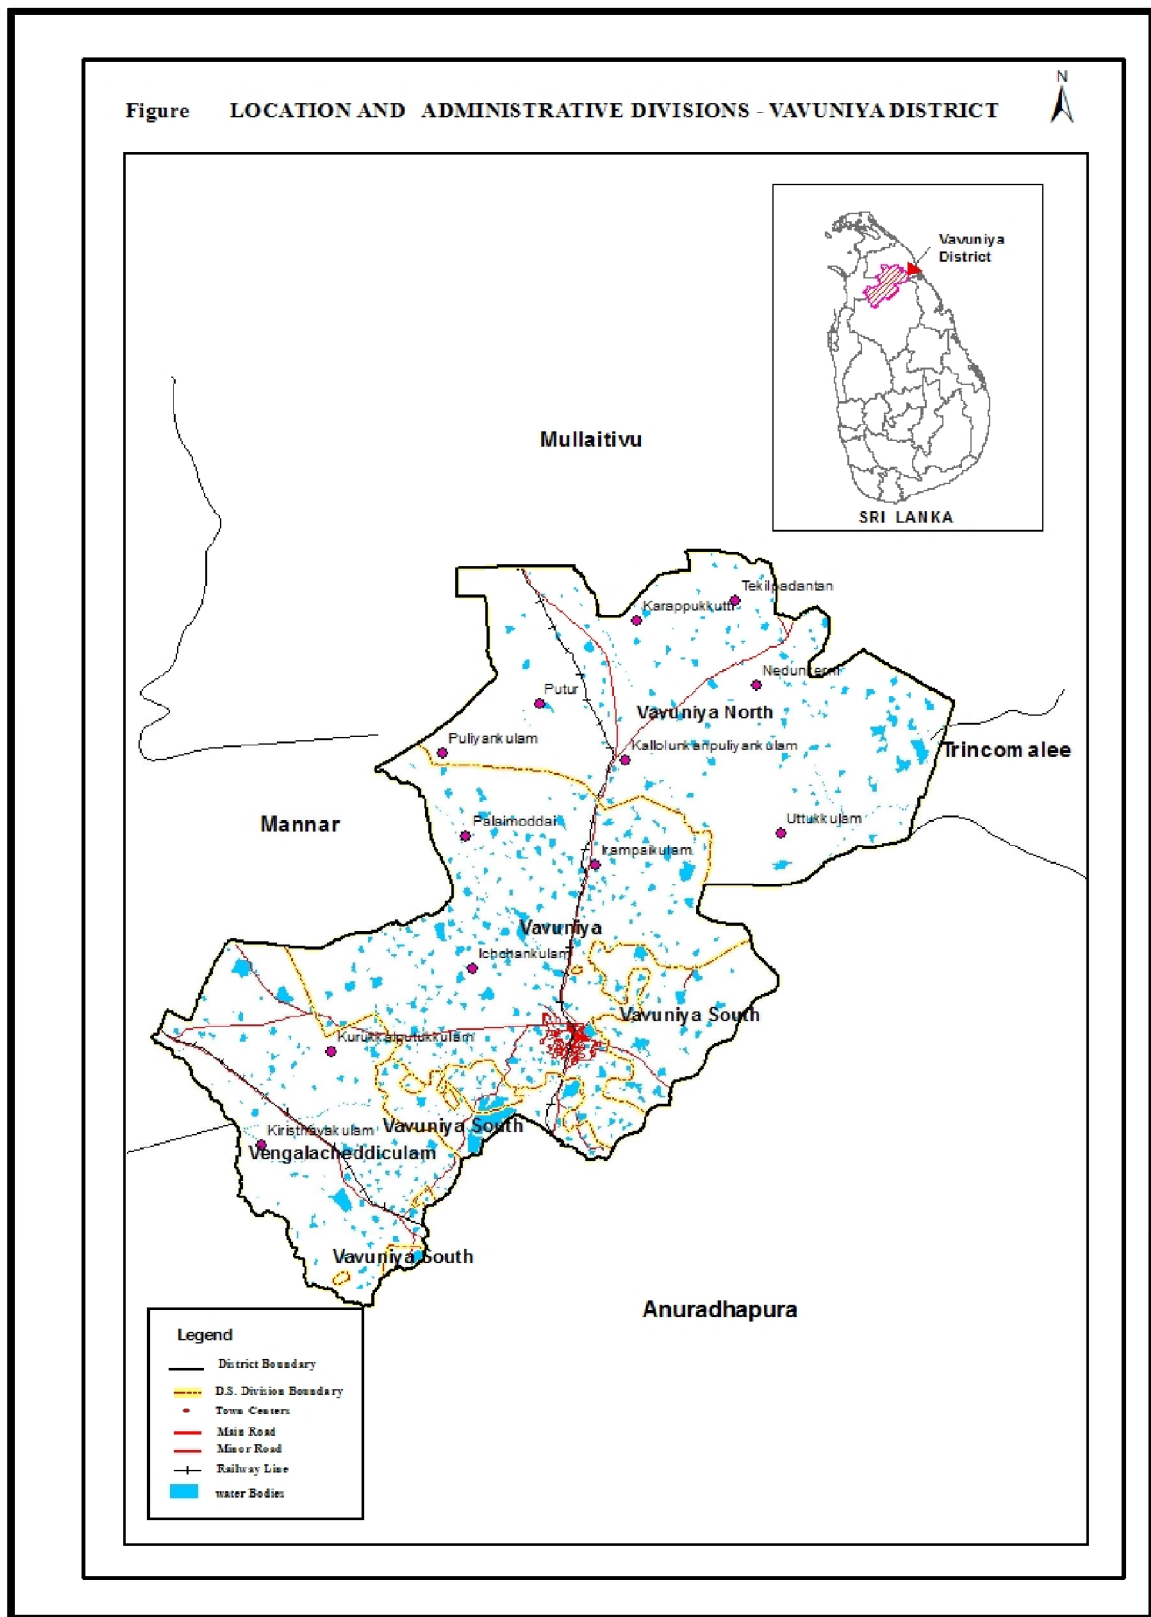 N
Figure LOCATION AND ADMINISTRATIVE DIVISIONS - VAVUNIYA DISTRICT
Vavuniya
District
SRI LANKA
Mullaitivu
Tekilpadantan
Karappukkutti
Nedunkerni
Putur
Vavuniya North
Puliyankulam
Kallolunkanpuliyankulam
Trincomalee
Mannar
Palaimoddai
Uttukkulam
Irampaikulam
Vavuniya
Ichchankulam
Vavuniya South
Kurukkalputukkulam
Vavuniya South
Kiristhavakulam
Vengalacheddiculam
Vavuniya South
Anuradhapura
Legend
District Boundary
D.S. Division Boundary
Town Centers
Main Road
Minor Road
Railway Line
water Bodies